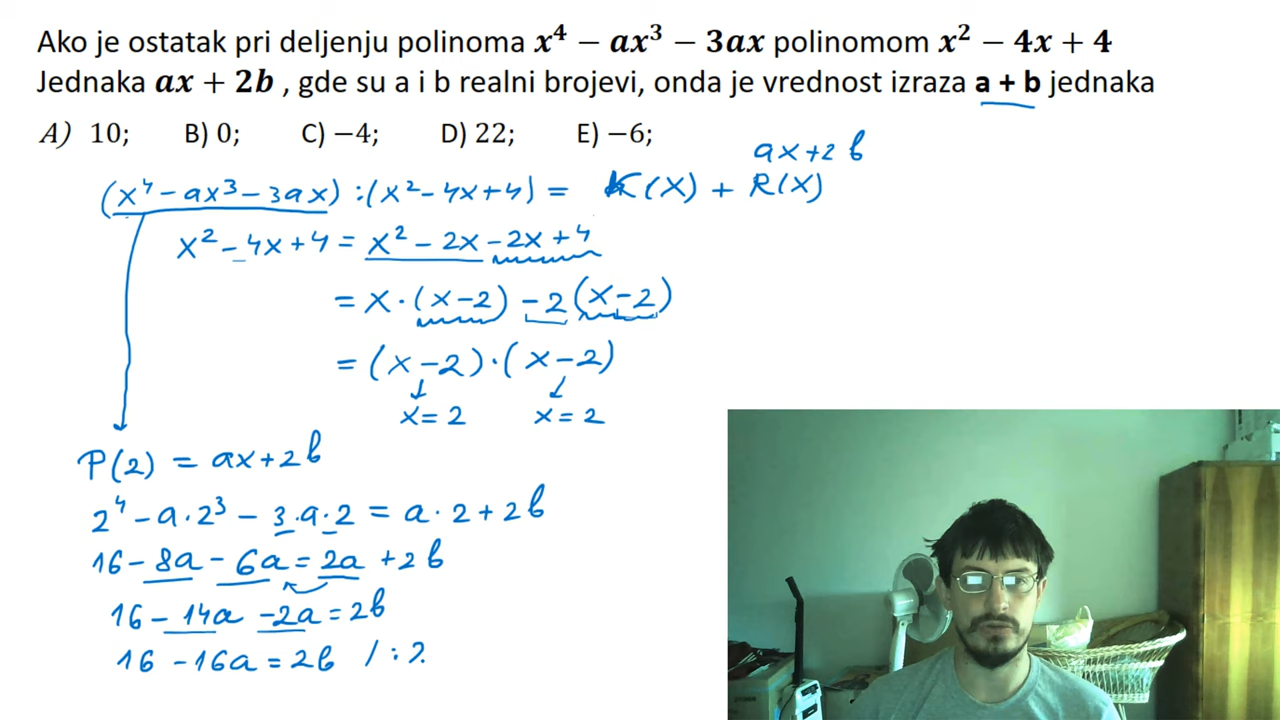 Ako je ostatak pri deljenju polinoma x⁴ − ax³ − 3ax polinomom x² − 4x + 4
Jednaka ax + 2b , gde su a i b realni brojevi, onda je vrednost izraza a + b jednaka
A) 10; B) 0; C) −4; D) 22; E) −6;
ax+2b
(x⁴ − ax³ − 3ax) : (x² − 4x + 4) = K(x) + R(x)
x² − 4x + 4 = x² − 2x − 2x + 4
= x · (x−2) − 2(x−2)
= (x−2)·(x−2)
x=2 x=2
P(2) = ax+2b
2⁴ − a·2³ − 3·a·2 = a·2 + 2b
16 − 8a − 6a = 2a + 2b
16 − 14a − 2a = 2b
16 − 16a = 2b / : 2.